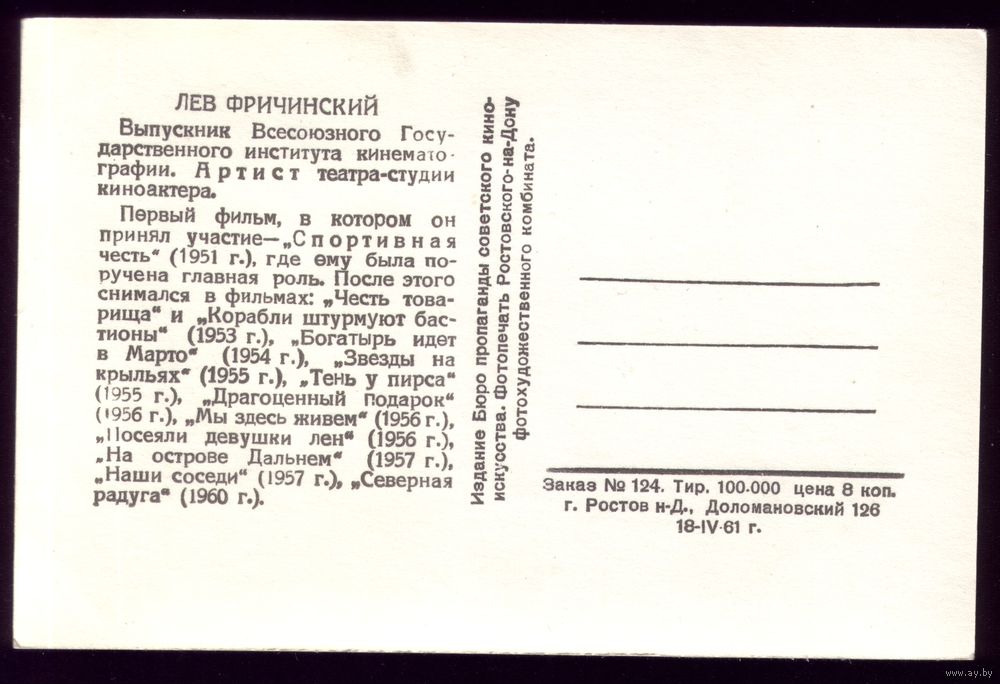 ЛЕВ ФРИЧИНСКИЙ
Выпускник Всесоюзного Госу-
дарственного института кинемато-
графии. Артист театра-студии
киноактера.
Первый фильм, в котором он
принял участие—„Спортивная
честь“ (1951 г.), где ему была по-
ручена главная роль. После этого
снимался в фильмах: „Честь това-
рища“ и „Корабли штурмуют бас-
тионы“ (1953 г.), „Богатырь идет
в Марто“ (1954 г.), „Звезды на
крыльях“ (1955 г.), „Тень у пирса“
(1955 г.), „Драгоценный подарок“
(1956 г.), „Мы здесь живем“ (1956 г.),
„Посеяли девушки лен“ (1956 г.),
„На острове Дальнем“ (1957 г.),
„Наши соседи“ (1957 г.), „Северная
радуга“ (1960 г.).
Издание Бюро пропаганды советского кино-
искусства. Фотопечать Ростовского-на-Дону
фотохудожественного комбината.
Заказ № 124. Тир. 100.000 цена 8 коп.
г. Ростов н-Д., Доломановский 126
18-IV-61 г.
www.ay.by